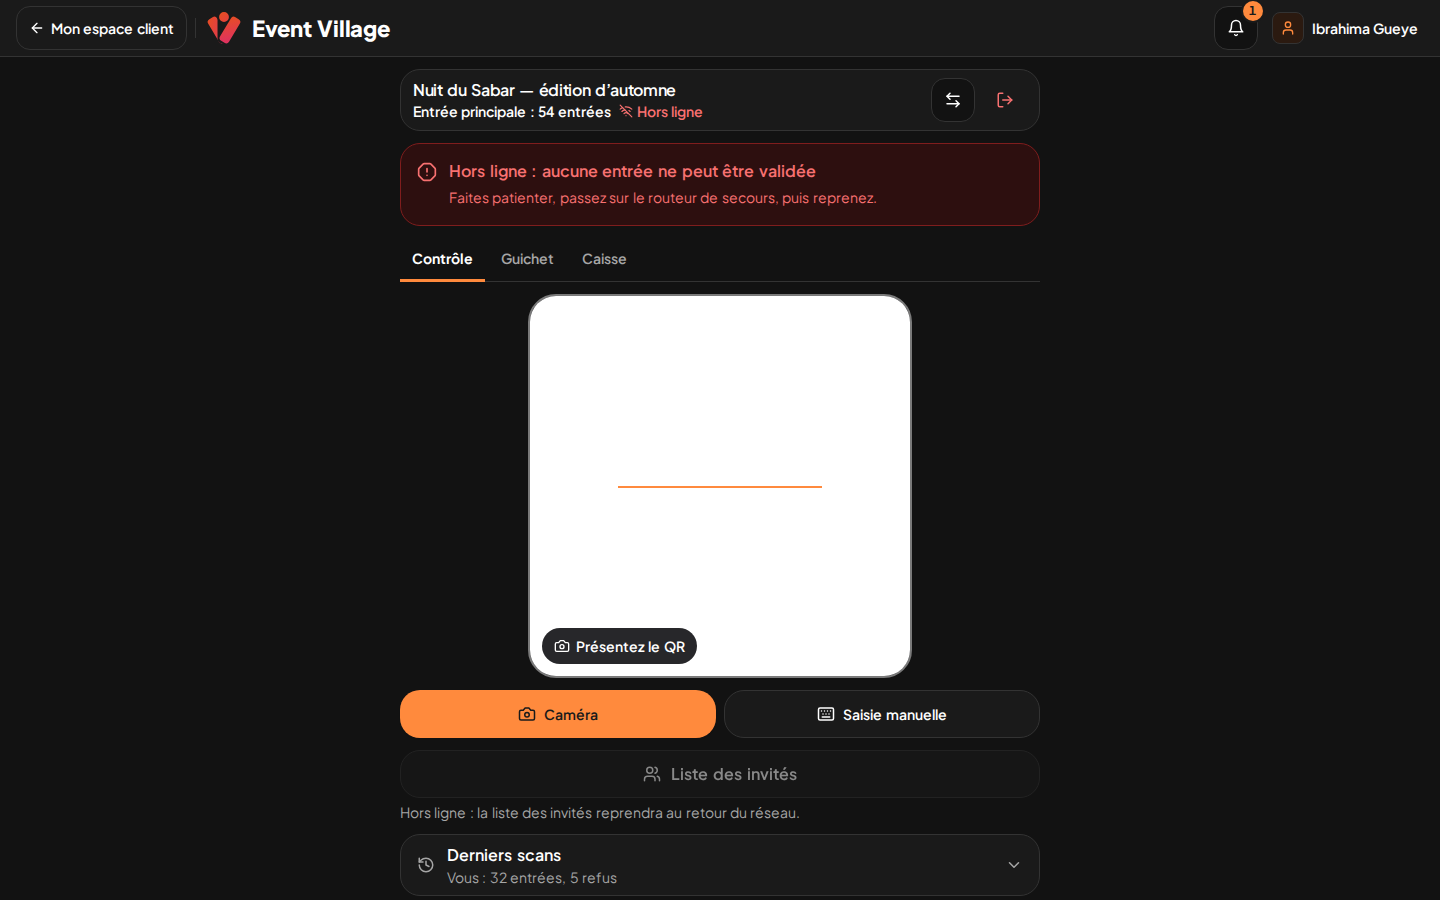 Mon espace client
Event Village
1
Ibrahima Gueye
Nuit du Sabar — édition d’automne
Entrée principale : 54 entrées Hors ligne
Hors ligne : aucune entrée ne peut être validée
Faites patienter, passez sur le routeur de secours, puis reprenez.
Contrôle Guichet Caisse
Présentez le QR
Caméra
Saisie manuelle
Liste des invités
Hors ligne : la liste des invités reprendra au retour du réseau.
Derniers scans
Vous : 32 entrées, 5 refus